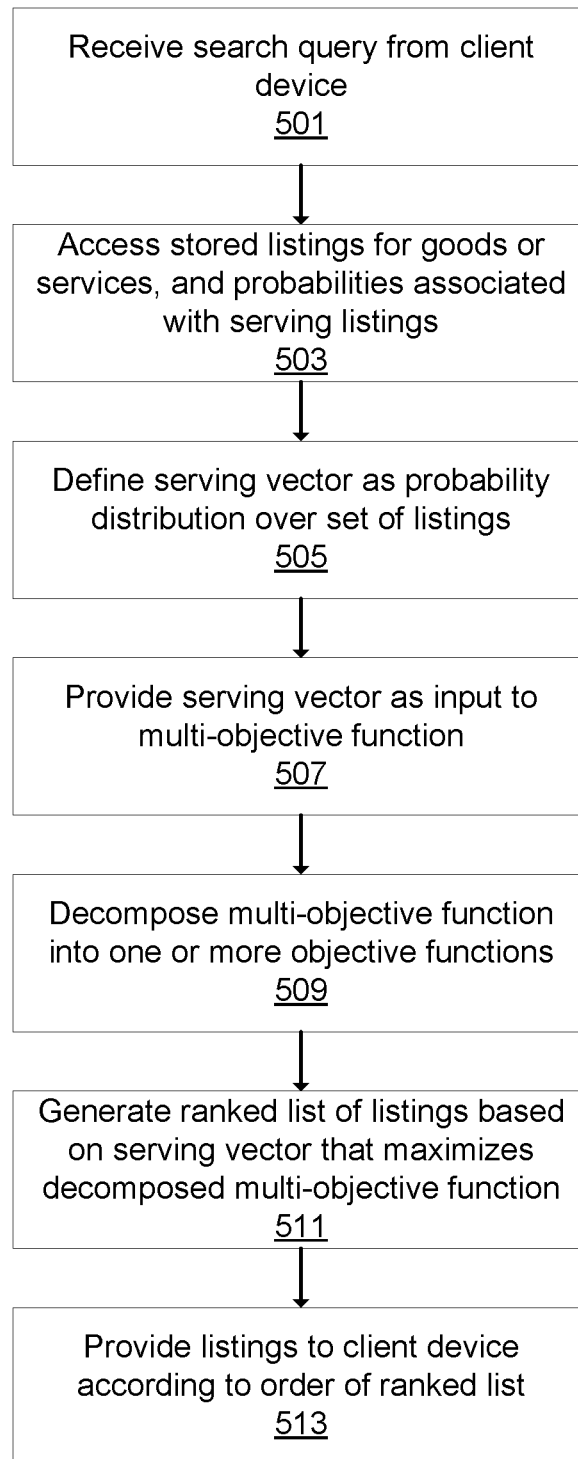 Receive search query from client
device
501
Access stored listings for goods or
services, and probabilities associated
with serving listings
503
Define serving vector as probability
distribution over set of listings
505
Provide serving vector as input to
multi-objective function
507
Decompose multi-objective function
into one or more objective functions
509
Generate ranked list of listings based
on serving vector that maximizes
decomposed multi-objective function
511
Provide listings to client device
according to order of ranked list
513